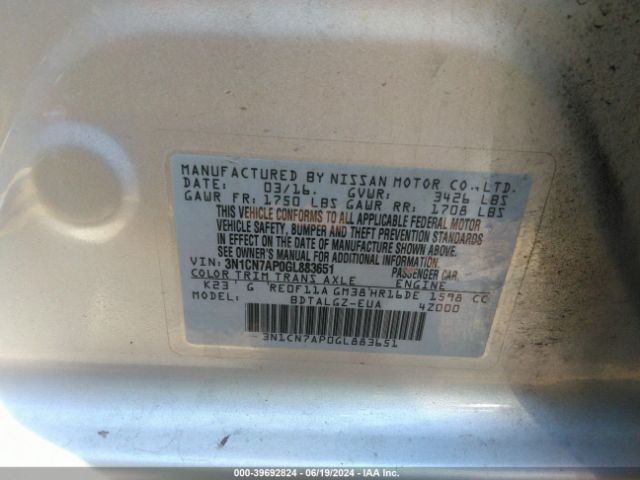 MANUFACTURED BY NISSAN MOTOR CO.,LTD.
DATE: 03/16. GVWR: 3426 LBS
GAWR FR: 1750 LBS GAWR RR: 1708 LBS
THIS VEHICLE CONFORMS TO ALL APPLICABLE FEDERAL MOTOR
VEHICLE SAFETY, BUMPER AND THEFT PREVENTION STANDARDS
IN EFFECT ON THE DATE OF MANUFACTURE SHOWN ABOVE.
SEE OWNER'S MANUAL FOR ADDITIONAL INFORMATION
VIN: 3N1CN7AP0GL883651 PASSENGER CAR
COLOR TRIM TRANS AXLE ENGINE
K23 G RE0F11A GM38 HR16DE 1598 CC
MODEL: BDTALGZ-EUA 4Z000
3N1CN7AP0GL883651
000-39692824 | 06/19/2024 | IAA Inc.